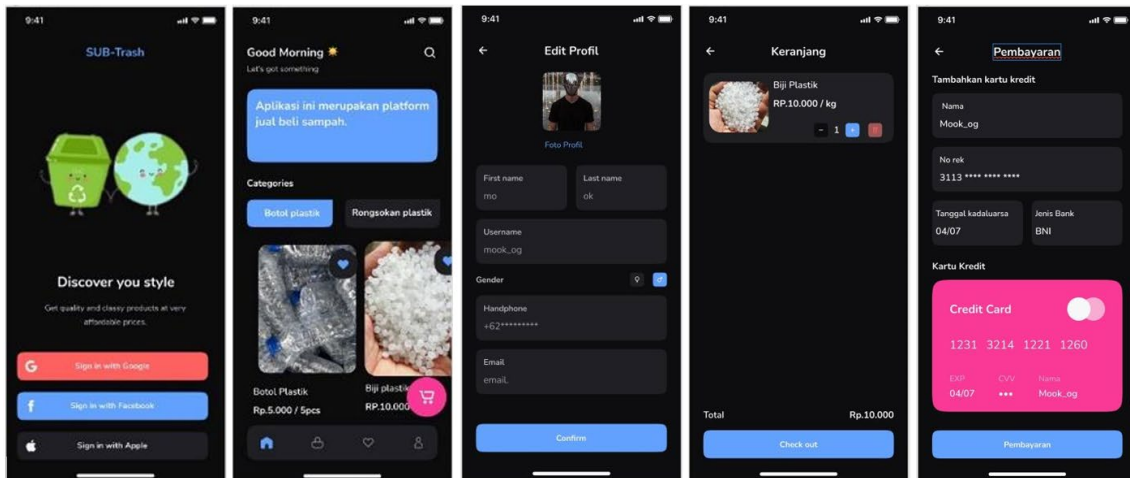 9:41
SUB-Trash
Discover you style
Get quality and classy products at very
affordable prices.
G Sign in with Google
f Sign in with Facebook
Sign in with Apple
9:41
Good Morning
Let's got something
Aplikasi ini merupakan platform
jual beli sampah.
Categories
Botol plastik
Rongsokan plastik
Botol Plastik
Rp.5.000 / 5pcs
Biji plastik
RP.10.000
9:41
Edit Profil
Foto Profil
First name
mo
Last name
ok
Username
mook_og
Gender
Handphone
+62*********
Email
email.
Confirm
9:41
Keranjang
Biji Plastik
RP.10.000 / kg
- 1 +
Total Rp.10.000
Check out
9:41
Pembayaran
Tambahkan kartu kredit
Nama
Mook_og
No rek
3113 **** **** ****
Tanggal kadaluarsa
04/07
Jenis Bank
BNI
Kartu Kredit
Credit Card
1231 3214 1221 1260
EXP CVV Nama
04/07 *** Mook_og
Pembayaran